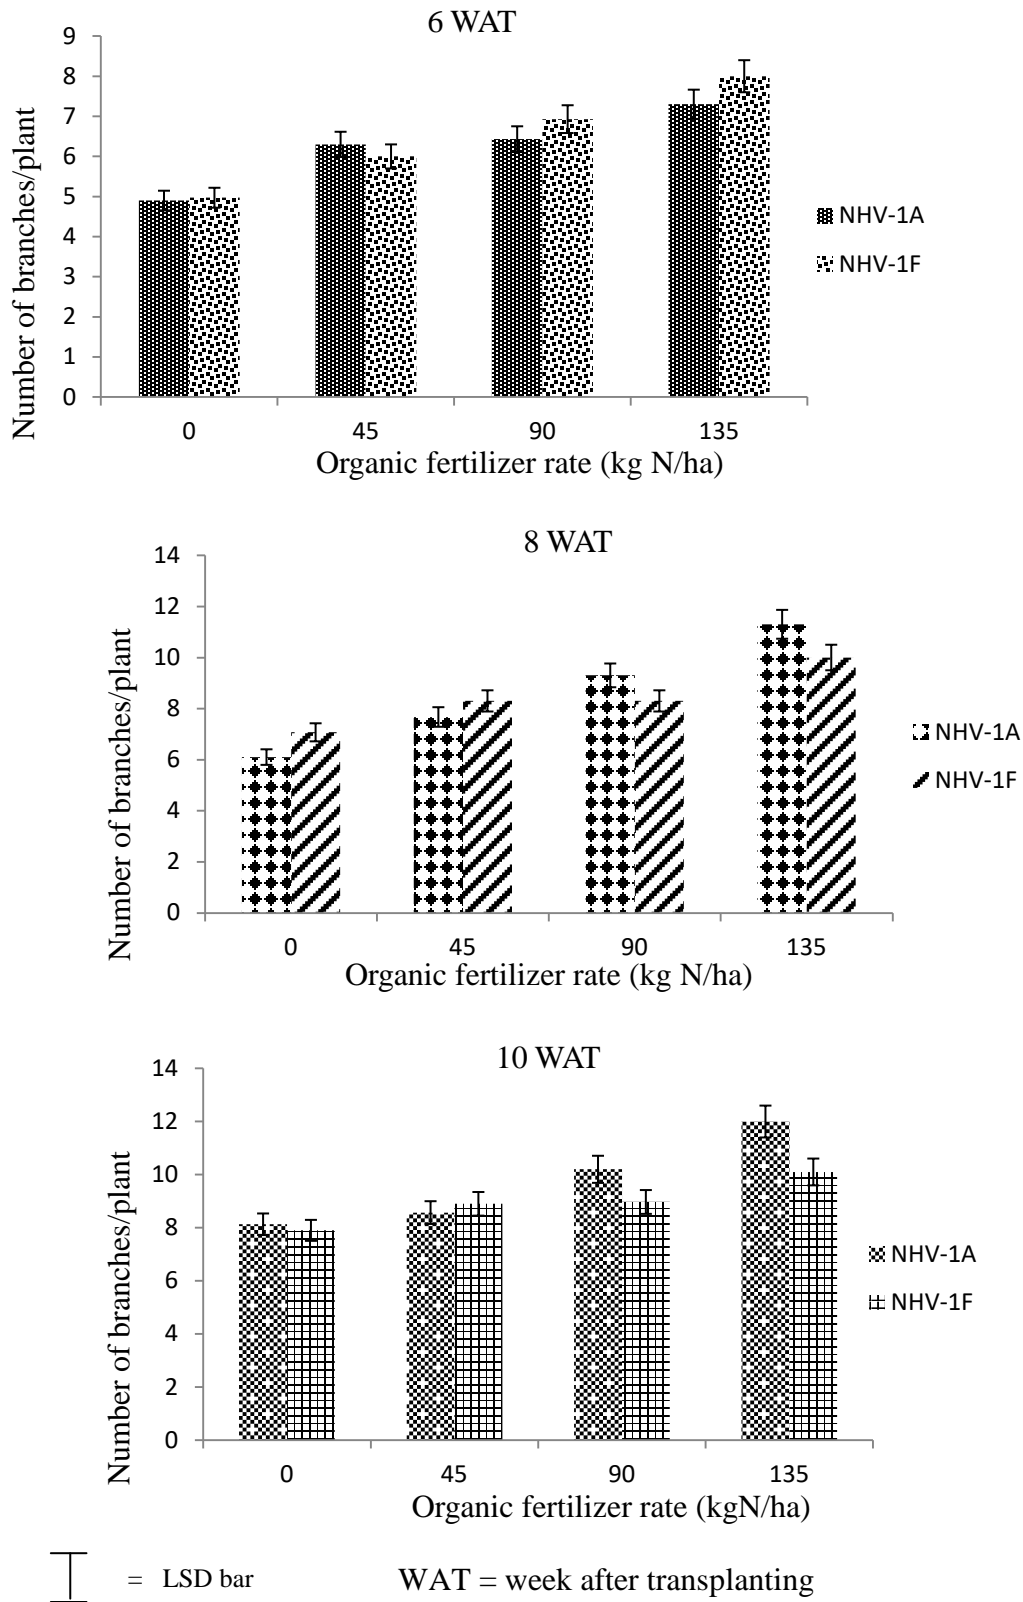 6 WAT
9
8
7
6
5
4
3
2
1
0
Number of branches/plant
0 45 90 135
Organic fertilizer rate (kg N/ha)
NHV-1A
NHV-1F
8 WAT
14
12
10
8
6
4
2
0
Number of branches/plant
0 45 90 135
Organic fertilizer rate (kg N/ha)
NHV-1A
NHV-1F
10 WAT
14
12
10
8
6
4
2
0
Number of branches/plant
0 45 90 135
Organic fertilizer rate (kgN/ha)
NHV-1A
NHV-1F
= LSD bar WAT = week after transplanting